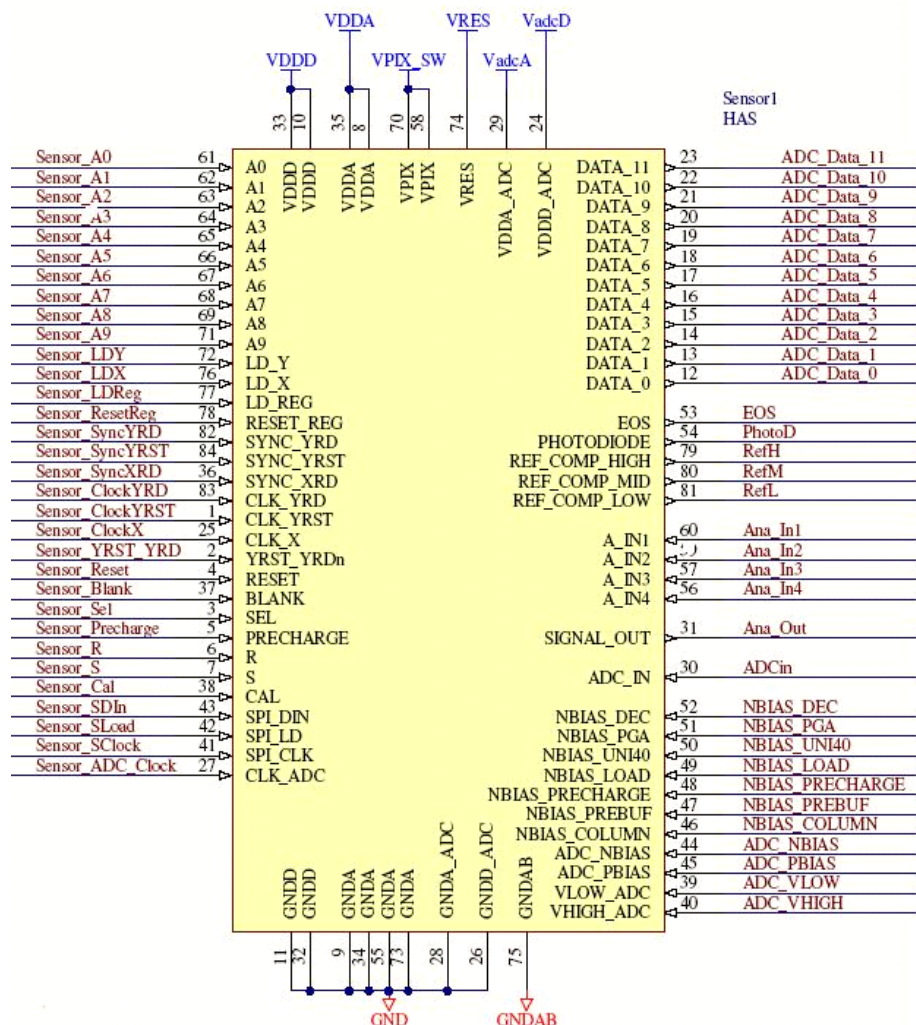 VDDA VRES VadcD
VDDD VPIX_SW VadcA
Sensor1
HAS
33 10 35 8 70 58 74 29 24
VDDD VDDD VDDA VDDA VPIX VPIX VRES VDDA_ADC VDDD_ADC
Sensor_A0 61 A0
Sensor_A1 62 A1
Sensor_A2 63 A2
Sensor_A3 64 A3
Sensor_A4 65 A4
Sensor_A5 66 A5
Sensor_A6 67 A6
Sensor_A7 68 A7
Sensor_A8 69 A8
Sensor_A9 71 A9
Sensor_LDY 72 LD_Y
Sensor_LDX 76 LD_X
Sensor_LDReg 77 LD_REG
Sensor_ResetReg 78 RESET_REG
Sensor_SyncYRD 82 SYNC_YRD
Sensor_SyncYRST 84 SYNC_YRST
Sensor_SyncXRD 36 SYNC_XRD
Sensor_ClockYRD 83 CLK_YRD
Sensor_ClockYRST 1 CLK_YRST
Sensor_ClockX 25 CLK_X
Sensor_YRST_YRD 2 YRST_YRDn
Sensor_Reset 4 RESET
Sensor_Blank 37 BLANK
Sensor_Sel 3 SEL
Sensor_Precharge 5 PRECHARGE
Sensor_R 6 R
Sensor_S 7 S
Sensor_Cal 38 CAL
Sensor_SDIn 43 SPI_DIN
Sensor_SLoad 42 SPI_LD
Sensor_SClock 41 SPI_CLK
Sensor_ADC_Clock 27 CLK_ADC
DATA_11 23 ADC_Data_11
DATA_10 22 ADC_Data_10
DATA_9 21 ADC_Data_9
DATA_8 20 ADC_Data_8
DATA_7 19 ADC_Data_7
DATA_6 18 ADC_Data_6
DATA_5 17 ADC_Data_5
DATA_4 16 ADC_Data_4
DATA_3 15 ADC_Data_3
DATA_2 14 ADC_Data_2
DATA_1 13 ADC_Data_1
DATA_0 12 ADC_Data_0
EOS 53 EOS
PHOTODIODE 54 PhotoD
REF_COMP_HIGH 79 RefH
REF_COMP_MID 80 RefM
REF_COMP_LOW 81 RefL
A_IN1 60 Ana_In1
A_IN2 Ana_In2
A_IN3 57 Ana_In3
A_IN4 56 Ana_In4
SIGNAL_OUT 31 Ana_Out
ADC_IN 30 ADCin
NBIAS_DEC 52 NBIAS_DEC
NBIAS_PGA 51 NBIAS_PGA
NBIAS_UNI40 50 NBIAS_UNI40
NBIAS_LOAD 49 NBIAS_LOAD
NBIAS_PRECHARGE 48 NBIAS_PRECHARGE
NBIAS_PREBUF 47 NBIAS_PREBUF
NBIAS_COLUMN 46 NBIAS_COLUMN
ADC_NBIAS 44 ADC_NBIAS
ADC_PBIAS 45 ADC_PBIAS
VLOW_ADC 39 ADC_VLOW
VHIGH_ADC 40 ADC_VHIGH
GNDD GNDD GNDA GNDA GNDA GNDA GNDA_ADC GNDD_ADC GNDAB
11 32 9 34 55 73 28 26 75
GND GNDAB